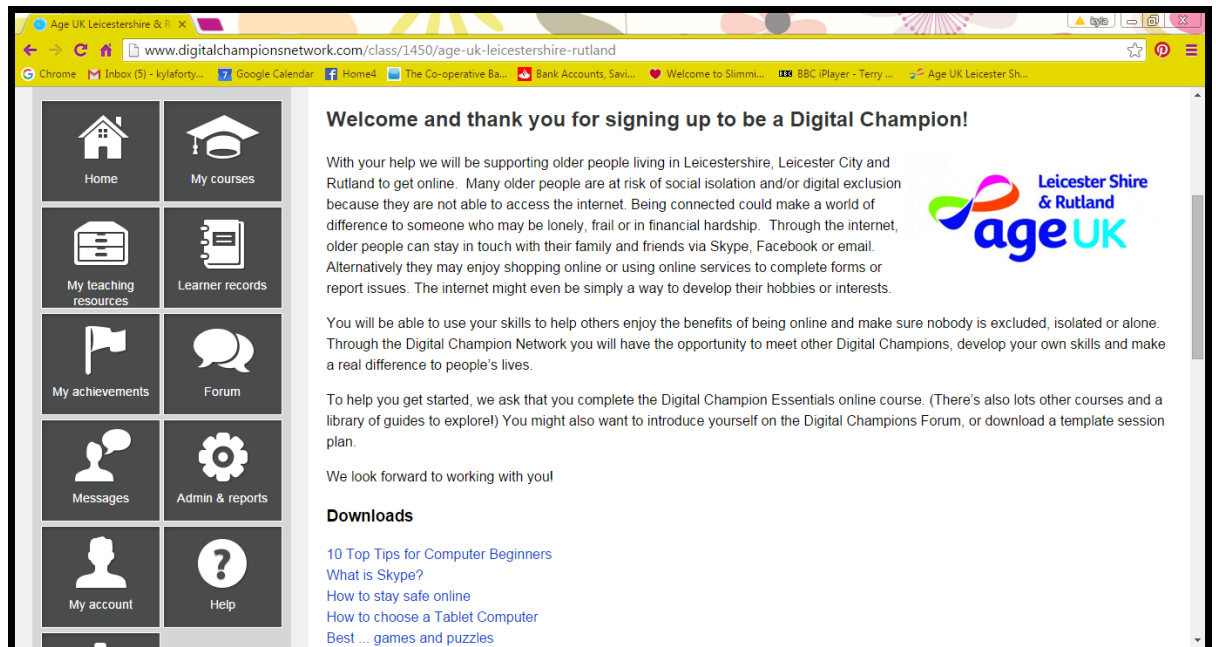 Age UK Leicestershire & R
kyla
www.digitalchampionsnetwork.com/class/1450/age-uk-leicestershire-rutland
Chrome
Inbox (5) - kylaforty...
Google Calendar
Home4
The Co-operative Ba...
Bank Accounts, Savi...
Welcome to Slimmi...
BBC iPlayer - Terry ...
Age UK Leicester Sh...
Home
My courses
My teaching
resources
Learner records
My achievements
Forum
Messages
Admin & reports
My account
Help
Welcome and thank you for signing up to be a Digital Champion!
With your help we will be supporting older people living in Leicestershire, Leicester City and
Rutland to get online.  Many older people are at risk of social isolation and/or digital exclusion
because they are not able to access the internet. Being connected could make a world of
difference to someone who may be lonely, frail or in financial hardship.  Through the internet,
older people can stay in touch with their family and friends via Skype, Facebook or email.
Alternatively they may enjoy shopping online or using online services to complete forms or
report issues. The internet might even be simply a way to develop their hobbies or interests.
Leicester Shire
& Rutland
age UK
You will be able to use your skills to help others enjoy the benefits of being online and make sure nobody is excluded, isolated or alone.
Through the Digital Champion Network you will have the opportunity to meet other Digital Champions, develop your own skills and make
a real difference to people's lives.
To help you get started, we ask that you complete the Digital Champion Essentials online course. (There's also lots other courses and a
library of guides to explore!) You might also want to introduce yourself on the Digital Champions Forum, or download a template session
plan.
We look forward to working with you!
Downloads
10 Top Tips for Computer Beginners
What is Skype?
How to stay safe online
How to choose a Tablet Computer
Best ... games and puzzles